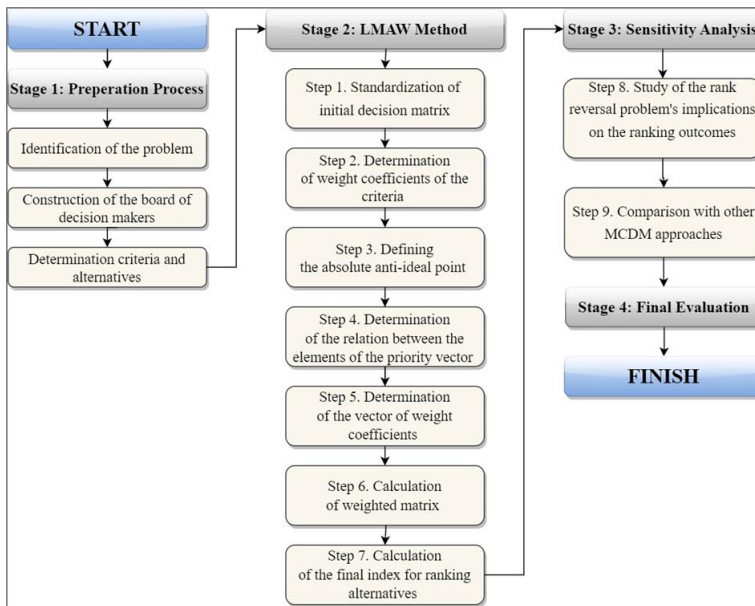 START
Stage 1: Preperation Process
Identification of the problem
Construction of the board of
decision makers
Determination criteria and
alternatives
Stage 2: LMAW Method
Step 1. Standardization of
initial decision matrix
Step 2. Determination
of weight coefficients of the
criteria
Step 3. Defining
the absolute anti-ideal point
Step 4. Determination
of the relation between the
elements of the priority vector
Step 5. Determination
of the vector of weight
coefficients
Step 6. Calculation
of weighted matrix
Step 7. Calculation
of the final index for ranking
alternatives
Stage 3: Sensitivity Analysis
Step 8. Study of the rank
reversal problem's implications
on the ranking outcomes
Step 9. Comparison with other
MCDM approaches
Stage 4: Final Evaluation
FINISH